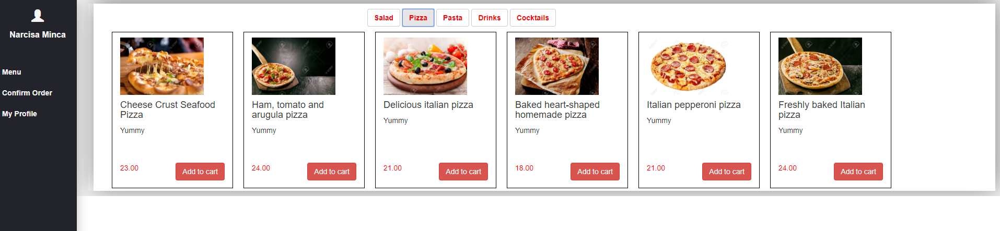 Narcisa Minca
Menu
Confirm Order
My Profile
Salad
Pizza
Pasta
Drinks
Cocktails
Cheese Crust Seafood
Pizza
Yummy
23.00
Add to cart
Ham, tomato and
arugula pizza
Yummy
24.00
Add to cart
Delicious italian pizza
Yummy
21.00
Add to cart
Baked heart-shaped
homemade pizza
Yummy
18.00
Add to cart
Italian pepperoni pizza
Yummy
21.00
Add to cart
Freshly baked Italian
pizza
Yummy
24.00
Add to cart